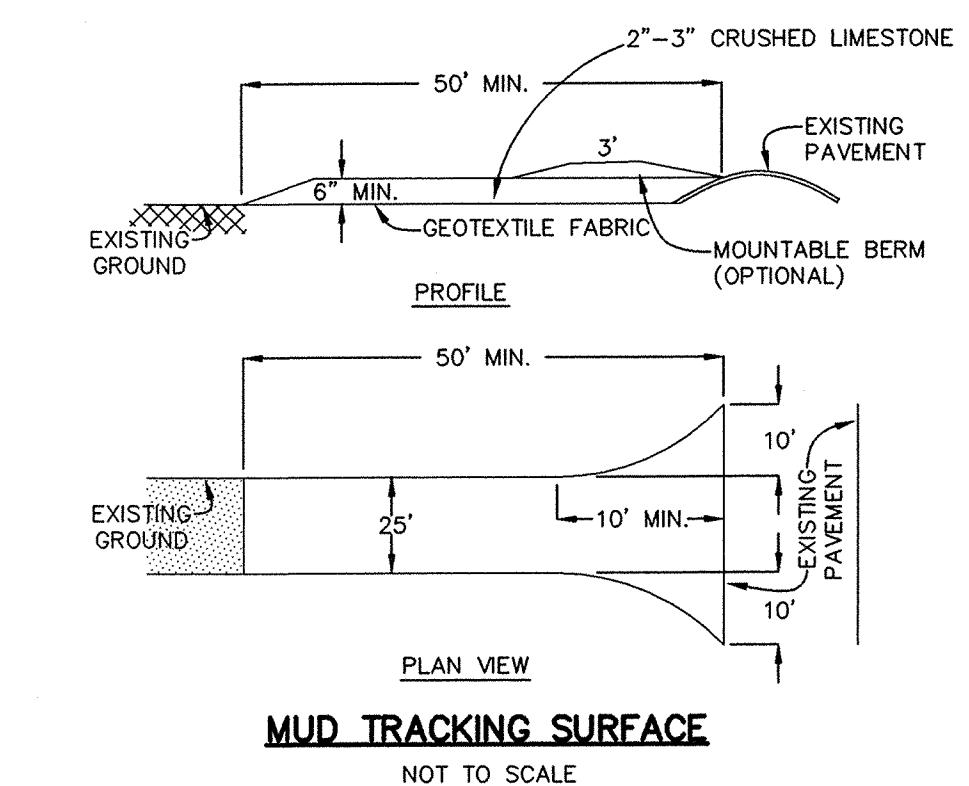 2"-3" CRUSHED LIMESTONE
50' MIN.
EXISTING
PAVEMENT
3'
6" MIN.
EXISTING
GROUND
GEOTEXTILE FABRIC
MOUNTABLE BERM
(OPTIONAL)
PROFILE
50' MIN.
10'
EXISTING
PAVEMENT
EXISTING
GROUND
25'
10' MIN.
10'
PLAN VIEW
MUD TRACKING SURFACE
NOT TO SCALE